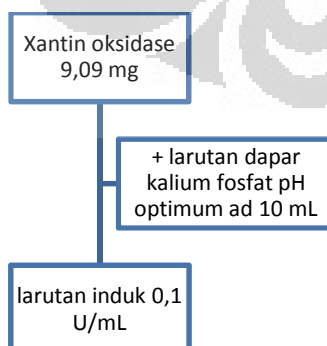 Xantin oksidase
9,09 mg
+ larutan dapar
kalium fosfat pH
optimum ad 10 mL
larutan induk 0,1
U/mL